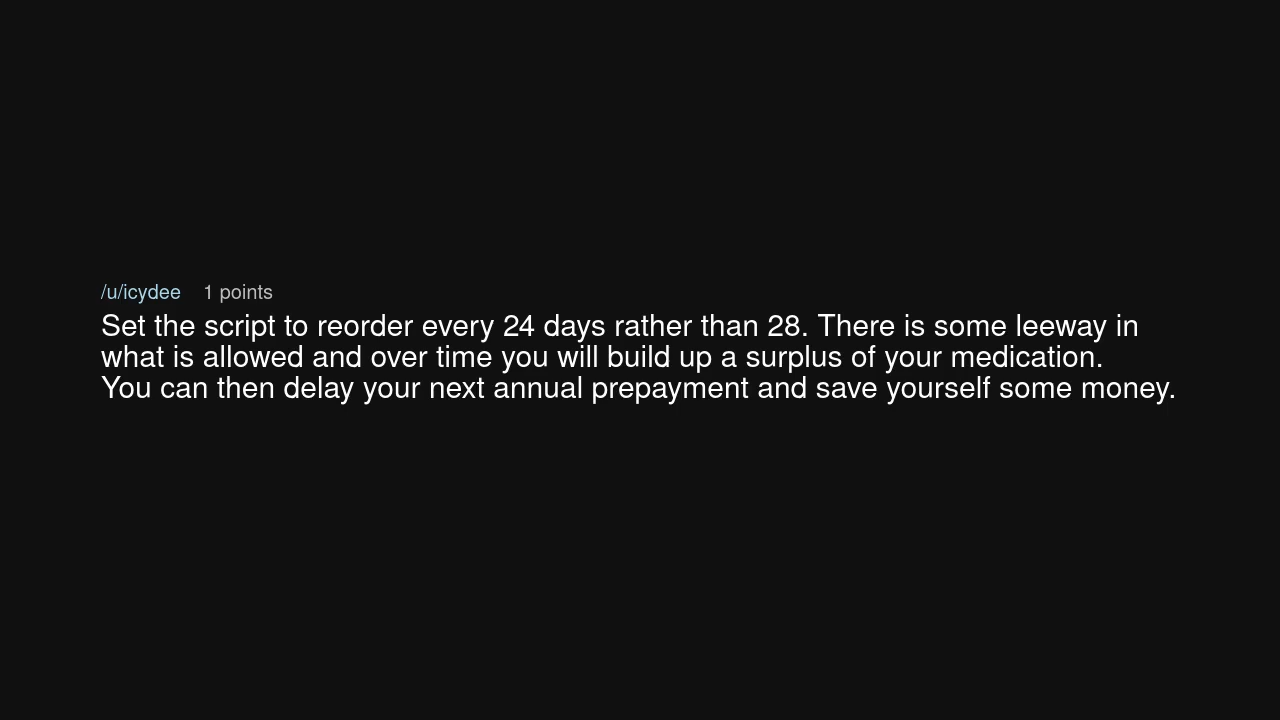 /u/icydee 1 points
Set the script to reorder every 24 days rather than 28. There is some leeway in
what is allowed and over time you will build up a surplus of your medication.
You can then delay your next annual prepayment and save yourself some money.